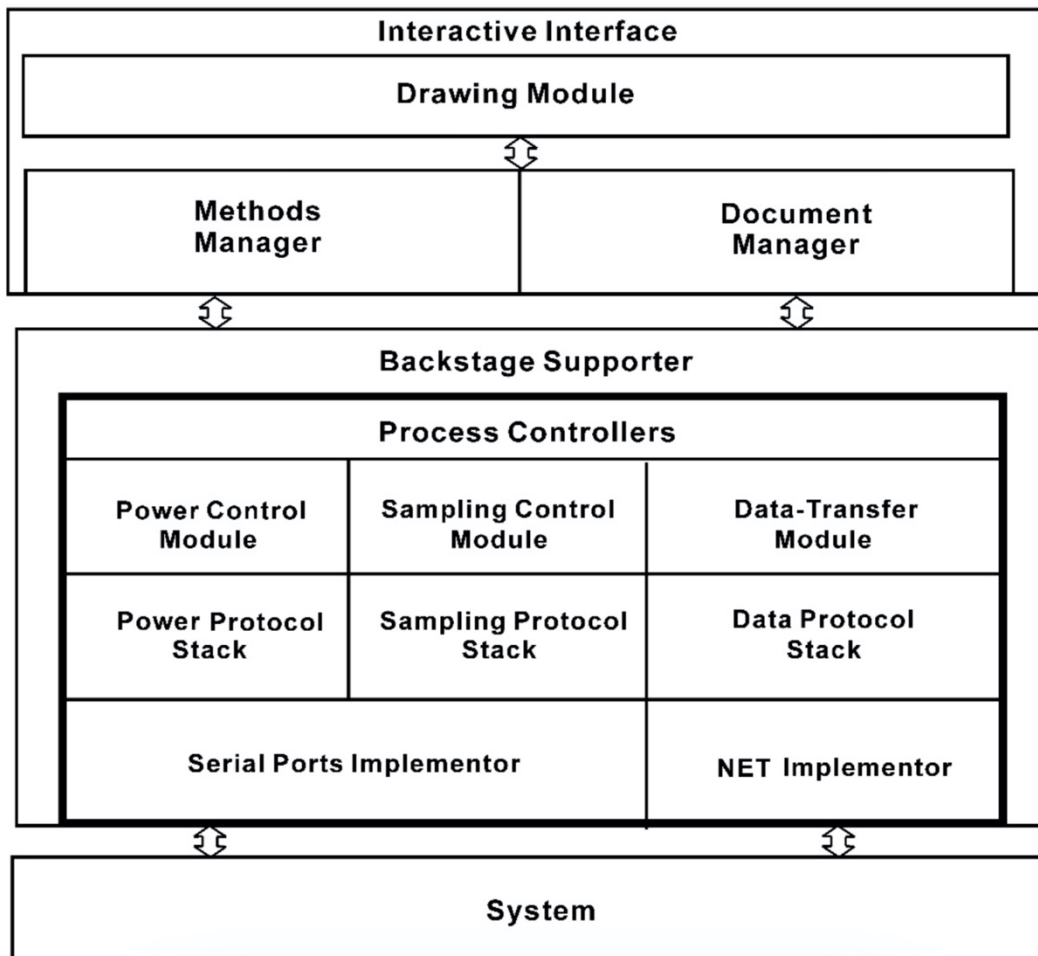 Interactive Interface
Drawing Module
Methods
Manager
Document
Manager
Backstage Supporter
Process Controllers
Power Control
Module
Sampling Control
Module
Data-Transfer
Module
Power Protocol
Stack
Sampling Protocol
Stack
Data Protocol
Stack
Serial Ports Implementor
NET Implementor
System